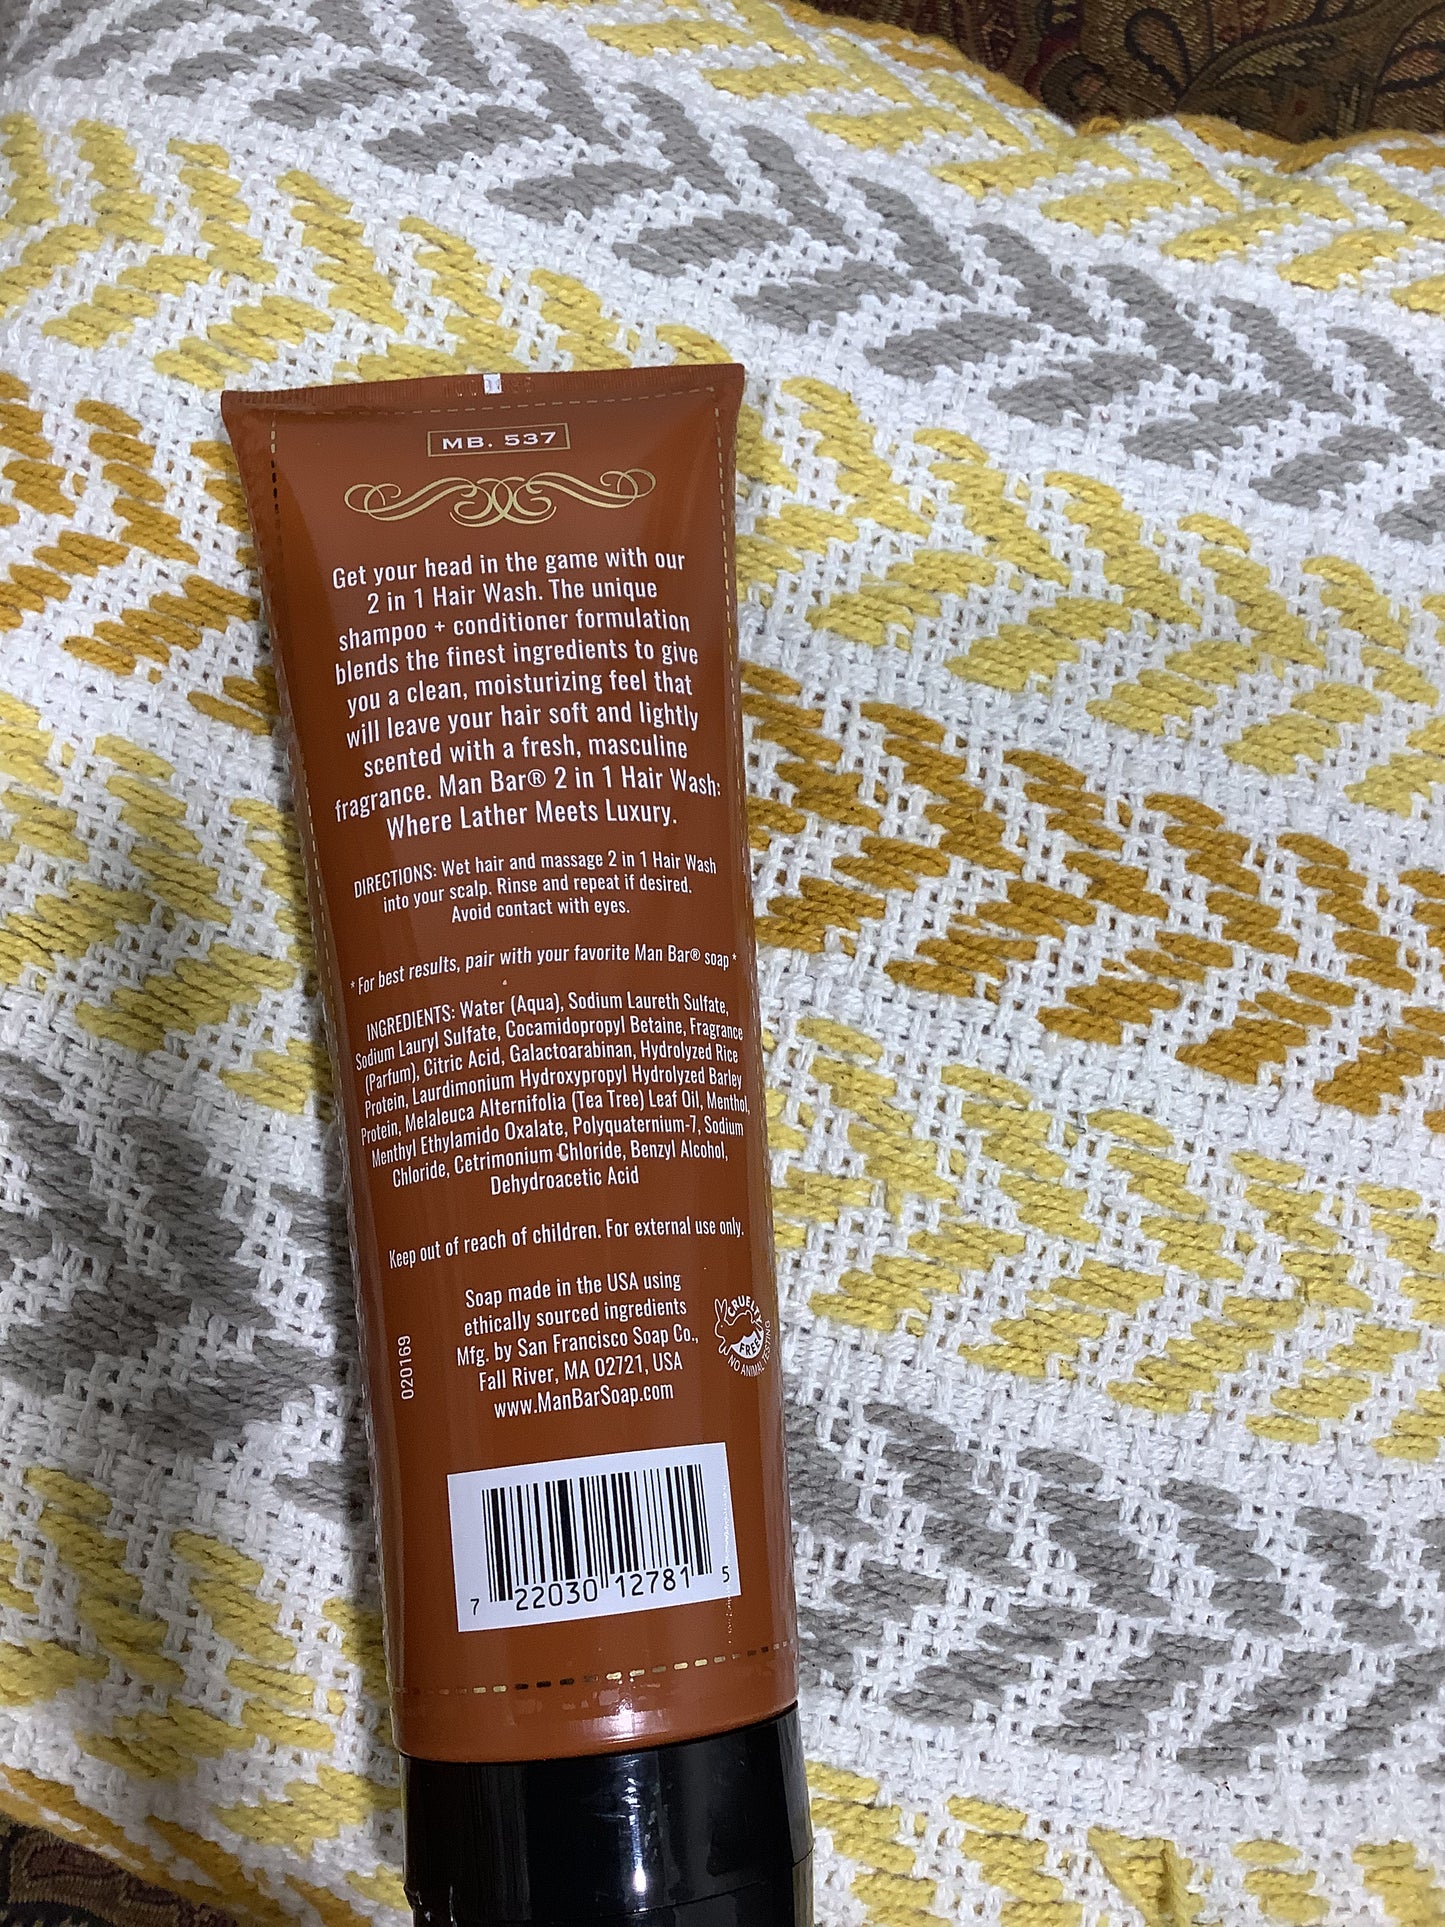 MB. 537
Get your head in the game with our
2 in 1 Hair Wash. The unique
shampoo + conditioner formulation
blends the finest ingredients to give
you a clean, moisturizing feel that
will leave your hair soft and lightly
scented with a fresh, masculine
fragrance. Man Bar® 2 in 1 Hair Wash:
Where Lather Meets Luxury.
DIRECTIONS: Wet hair and massage 2 in 1 Hair Wash
into your scalp. Rinse and repeat if desired.
Avoid contact with eyes.
*For best results, pair with your favorite Man Bar® soap*
INGREDIENTS: Water (Aqua), Sodium Laureth Sulfate,
Sodium Lauryl Sulfate, Cocamidopropyl Betaine, Fragrance
(Parfum), Citric Acid, Galactoarabinan, Hydrolyzed Rice
Protein, Laurdimonium Hydroxypropyl Hydrolyzed Barley
Protein, Melaleuca Alternifolia (Tea Tree) Leaf Oil, Menthol,
Menthyl Ethylamido Oxalate, Polyquaternium-7, Sodium
Chloride, Cetrimonium Chloride, Benzyl Alcohol,
Dehydroacetic Acid
Keep out of reach of children. For external use only.
Soap made in the USA using
ethically sourced ingredients
Mfg. by San Francisco Soap Co.,
Fall River, MA 02721, USA
www.ManBarSoap.com
020169
CRUELTY
FREE
NO ANIMAL TESTING
7 22030 12781 5